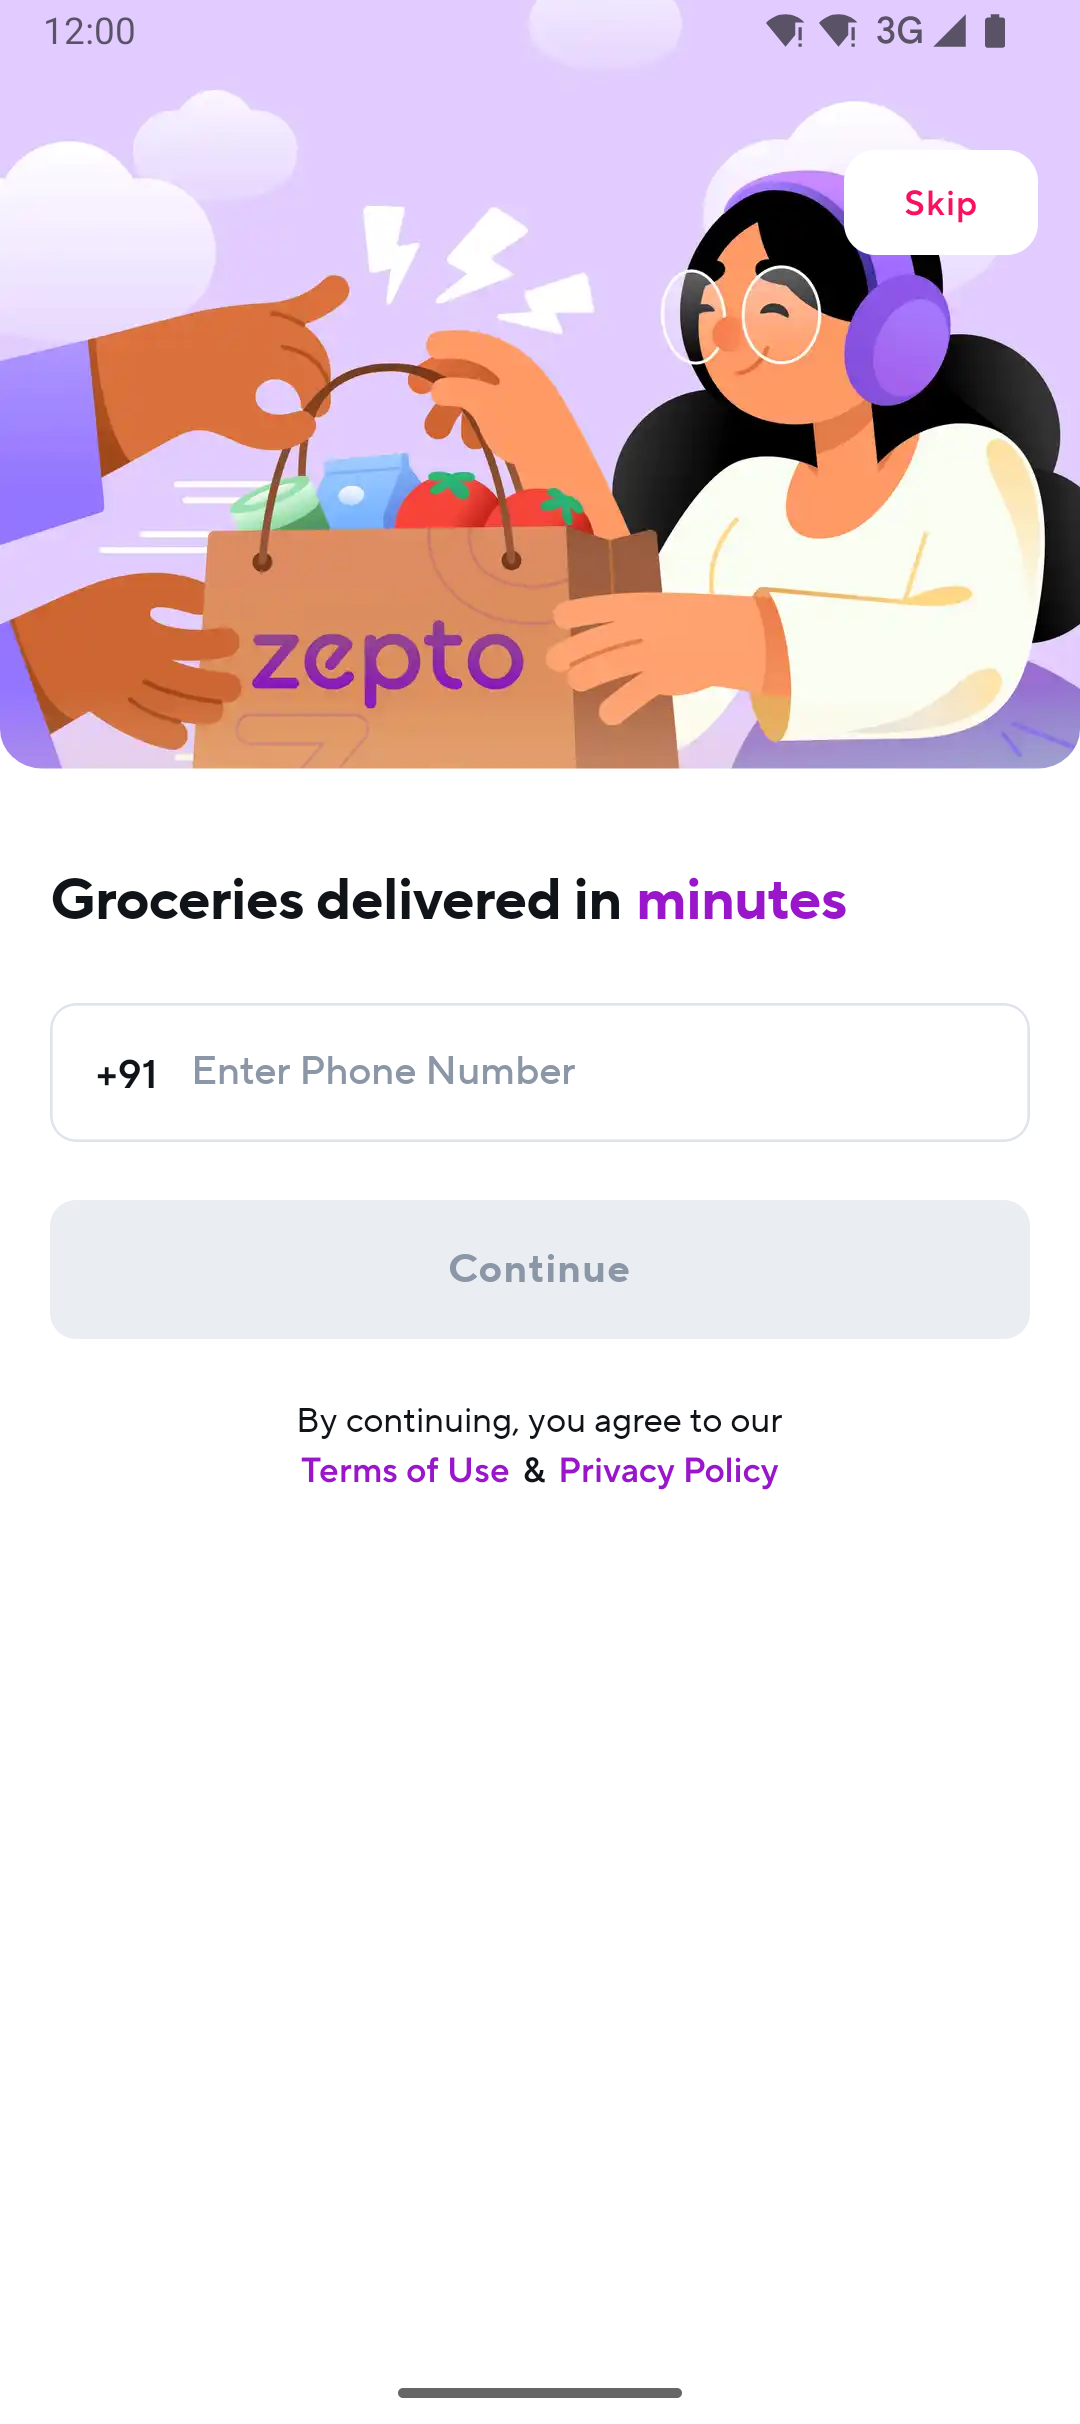 12:00
3G
Skip
zepto
Groceries delivered in minutes
+91 Enter Phone Number
Continue
By continuing, you agree to our
Terms of Use & Privacy Policy